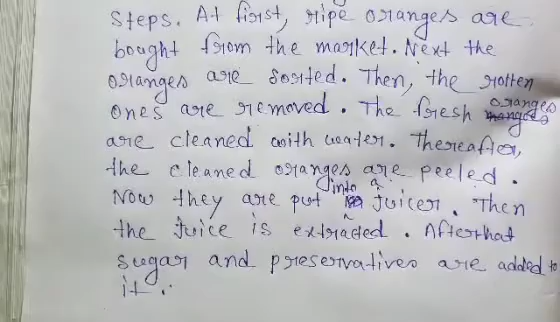 steps. At first, ripe oranges are
bought from the market. Next the
oranges are sorted. Then, the rotten
ones are removed. The fresh oranges
are cleaned with water. Thereafter,
the cleaned oranges are peeled.
Now they are put into a Juicer. Then
the Juice is extracted. Afterthat
sugar and preservatives are added to
it.